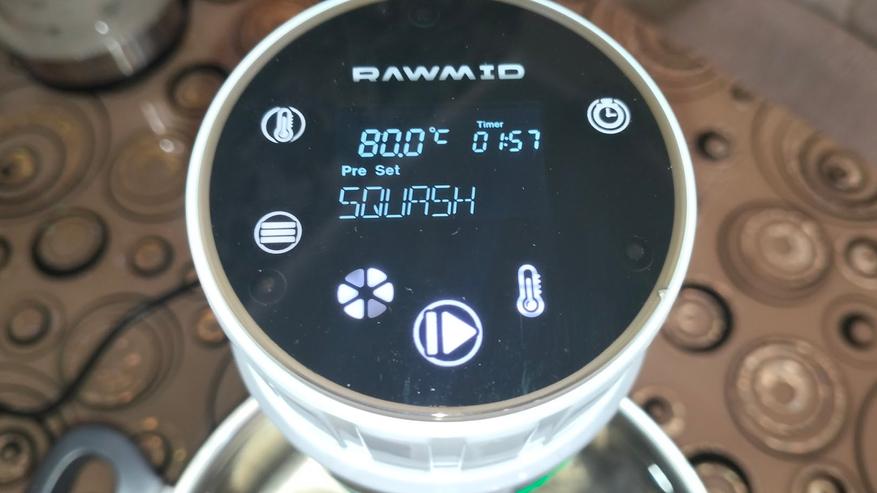 RAWMID
Timer
80.0°C 01:57
Pre Set
SQUASH